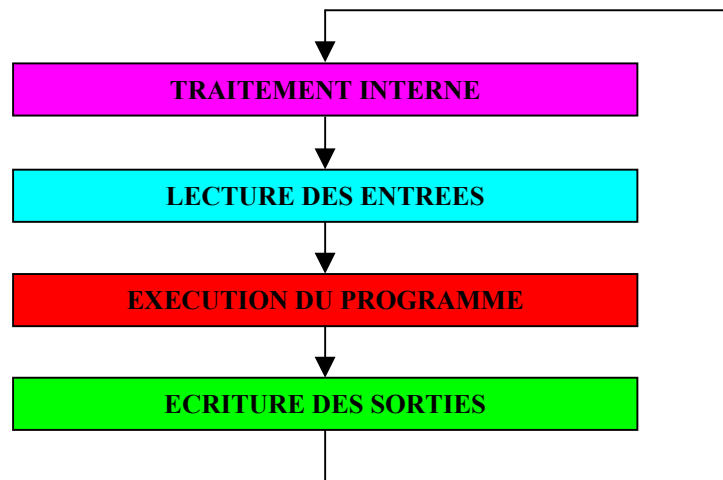 TRAITEMENT INTERNE
LECTURE DES ENTREES
EXECUTION DU PROGRAMME
ECRITURE DES SORTIES